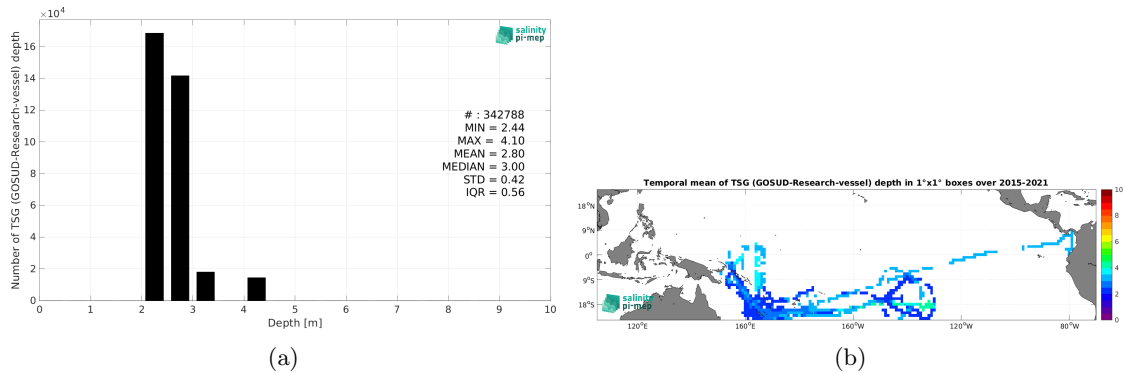 ×10⁴
16
14
12
10
8
6
4
2
0
Number of TSG (GOSUD-Research-vessel) depth
salinity
pi-mep
# : 342788
MIN = 2.44
MAX = 4.10
MEAN = 2.80
MEDIAN = 3.00
STD = 0.42
IQR = 0.56
0 1 2 3 4 5 6 7 8 9 10
Depth [m]
(a)
Temporal mean of TSG (GOSUD-Research-vessel) depth in 1°x1° boxes over 2015-2021
18°N
9°N
0°
9°S
18°S
salinity
pi-mep
120°E 160°E 160°W 120°W 80°W
10
8
6
4
2
0
(b)